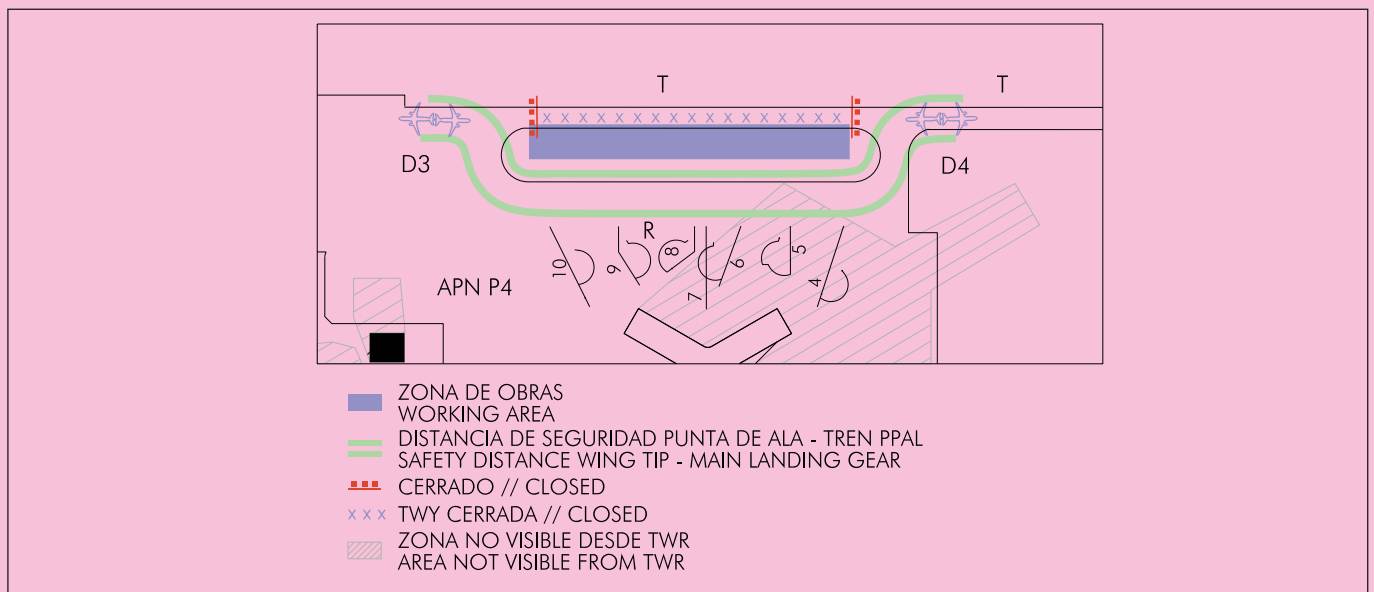 T
T
D3
D4
R
10
9
8
7
6
5
4
APN P4
ZONA DE OBRAS
WORKING AREA
DISTANCIA DE SEGURIDAD PUNTA DE ALA - TREN PPAL
SAFETY DISTANCE WING TIP - MAIN LANDING GEAR
CERRADO // CLOSED
x x x TWY CERRADA // CLOSED
ZONA NO VISIBLE DESDE TWR
AREA NOT VISIBLE FROM TWR